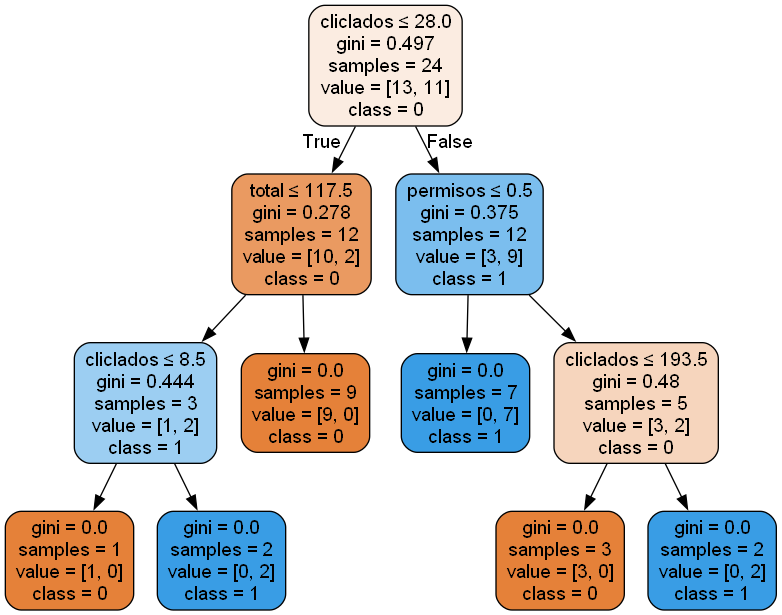 cliclados ≤ 28.0
gini = 0.497
samples = 24
value = [13, 11]
class = 0
True
False
total ≤ 117.5
gini = 0.278
samples = 12
value = [10, 2]
class = 0
permisos ≤ 0.5
gini = 0.375
samples = 12
value = [3, 9]
class = 1
cliclados ≤ 8.5
gini = 0.444
samples = 3
value = [1, 2]
class = 1
gini = 0.0
samples = 9
value = [9, 0]
class = 0
gini = 0.0
samples = 7
value = [0, 7]
class = 1
cliclados ≤ 193.5
gini = 0.48
samples = 5
value = [3, 2]
class = 0
gini = 0.0
samples = 1
value = [1, 0]
class = 0
gini = 0.0
samples = 2
value = [0, 2]
class = 1
gini = 0.0
samples = 3
value = [3, 0]
class = 0
gini = 0.0
samples = 2
value = [0, 2]
class = 1